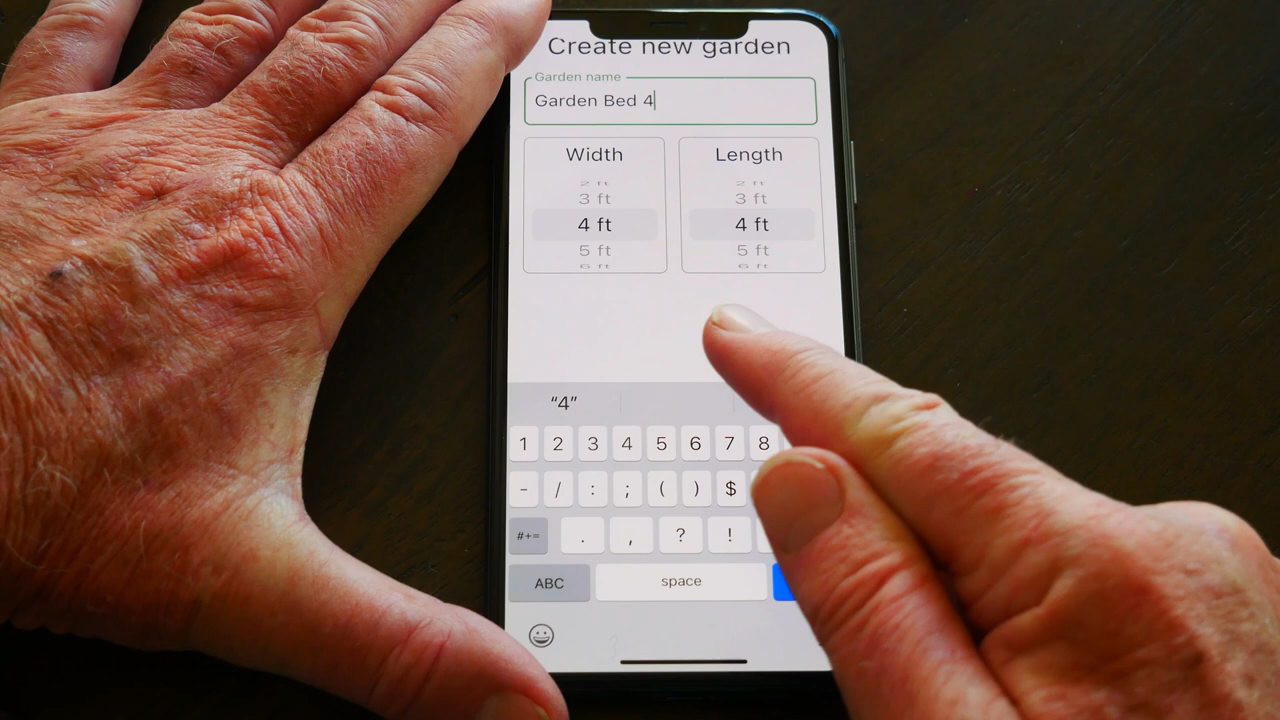 Create new garden
Garden name
Garden Bed 4
Width
Length
2 ft
2 ft
3 ft
3 ft
4 ft
4 ft
5 ft
5 ft
6 ft
6 ft
“4”
1 2 3 4 5 6 7 8
- / : ; ( ) $
#+= . , ? !
ABC space